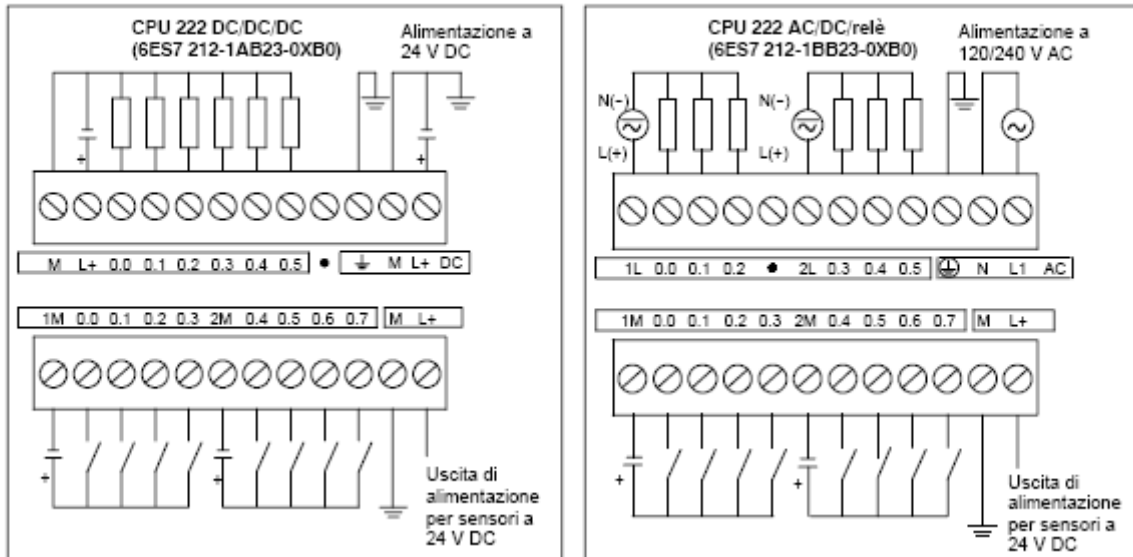 CPU 222 DC/DC/DC
(6ES7 212-1AB23-0XB0)
Alimentazione a
24 V DC
+
+
M L+ 0.0 0.1 0.2 0.3 0.4 0.5 ● ⏚ M L+ DC
1M 0.0 0.1 0.2 0.3 2M 0.4 0.5 0.6 0.7 M L+
+
+
Uscita di
alimentazione
per sensori a
24 V DC
CPU 222 AC/DC/relè
(6ES7 212-1BB23-0XB0)
Alimentazione a
120/240 V AC
N(−)
L(+)
N(−)
L(+)
1L 0.0 0.1 0.2 ● 2L 0.3 0.4 0.5 ⏚ N L1 AC
1M 0.0 0.1 0.2 0.3 2M 0.4 0.5 0.6 0.7 M L+
+
+
Uscita di
alimentazione
per sensori a
24 V DC